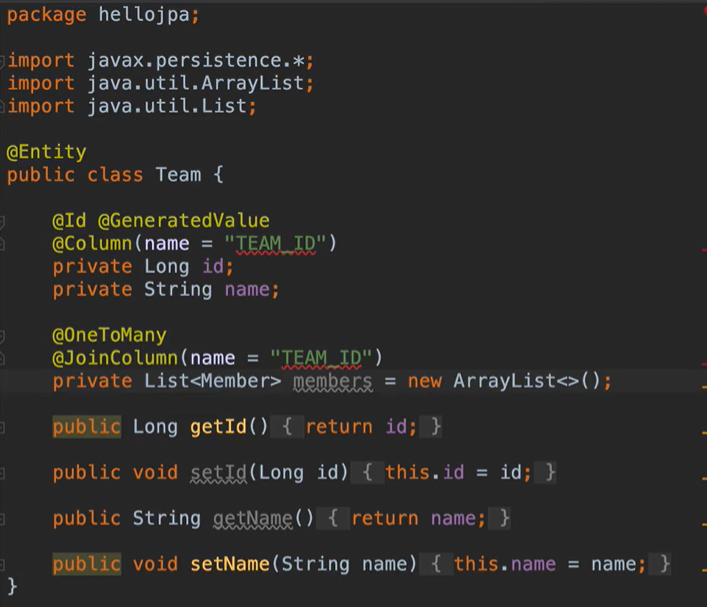 package hellojpa;
import javax.persistence.*;
import java.util.ArrayList;
import java.util.List;
@Entity
public class Team {
@Id @GeneratedValue
@Column(name = "TEAM_ID")
private Long id;
private String name;
@OneToMany
@JoinColumn(name = "TEAM_ID")
private List<Member> members = new ArrayList<>();
public Long getId() { return id; }
public void setId(Long id) { this.id = id; }
public String getName() { return name; }
public void setName(String name) { this.name = name; }
}